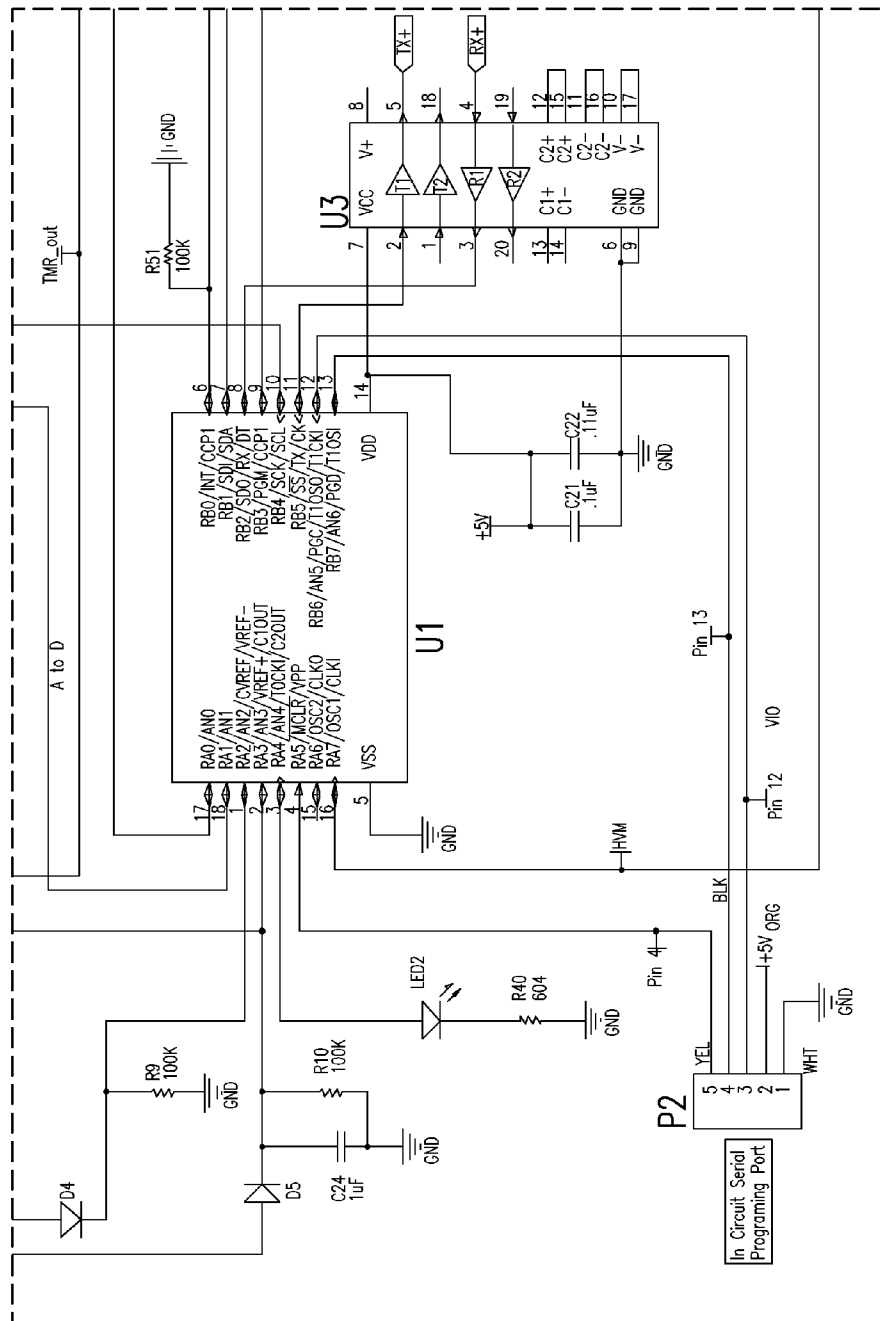 D4
R9
100K
GND
A to D
TMR_out
R51
100K
GND
D5
C24
1uF
R10
100K
GND
LED2
R40
604
GND
17
18
1
2
3
4
15
16
5
GND
RA0/AN0
RA1/AN1
RA2/AN2/CVREF/VREF-
RA3/AN3/VREF+/C1OUT
RA4/AN4/T0CKI/C2OUT
RA5/MCLR/VPP
RA6/OSC2/CLKO
RA7/OSC1/CLKI
VSS
RB0/INT/CCP1
RB1/SDI/SDA
RB2/SDO/RX/DT
RB3/PGM/CCP1
RB4/SCK/SCL
RB5/SS/TX/CK
RB6/AN5/PGC/T1OSO/T1CKI
RB7/AN6/PGD/T1OSI
VDD
6
7
8
9
10
11
12
13
14
U1
U3
7
VCC
V+
8
2
T1
5
TX+
1
T2
18
3
R1
4
RX+
20
R2
19
13
C1+
C2+
12
14
C1-
C2+
15
C2-
11
C2-
16
6
GND
V-
10
9
GND
V-
17
+5V
C21
.1uF
C22
.11uF
GND
HVM
Pin 4
Pin 13
Pin 12
P2
5
4
3
2
1
YEL
BLK
VIO
+5V
ORG
WHT
GND
In Circuit Serial
Programing Port